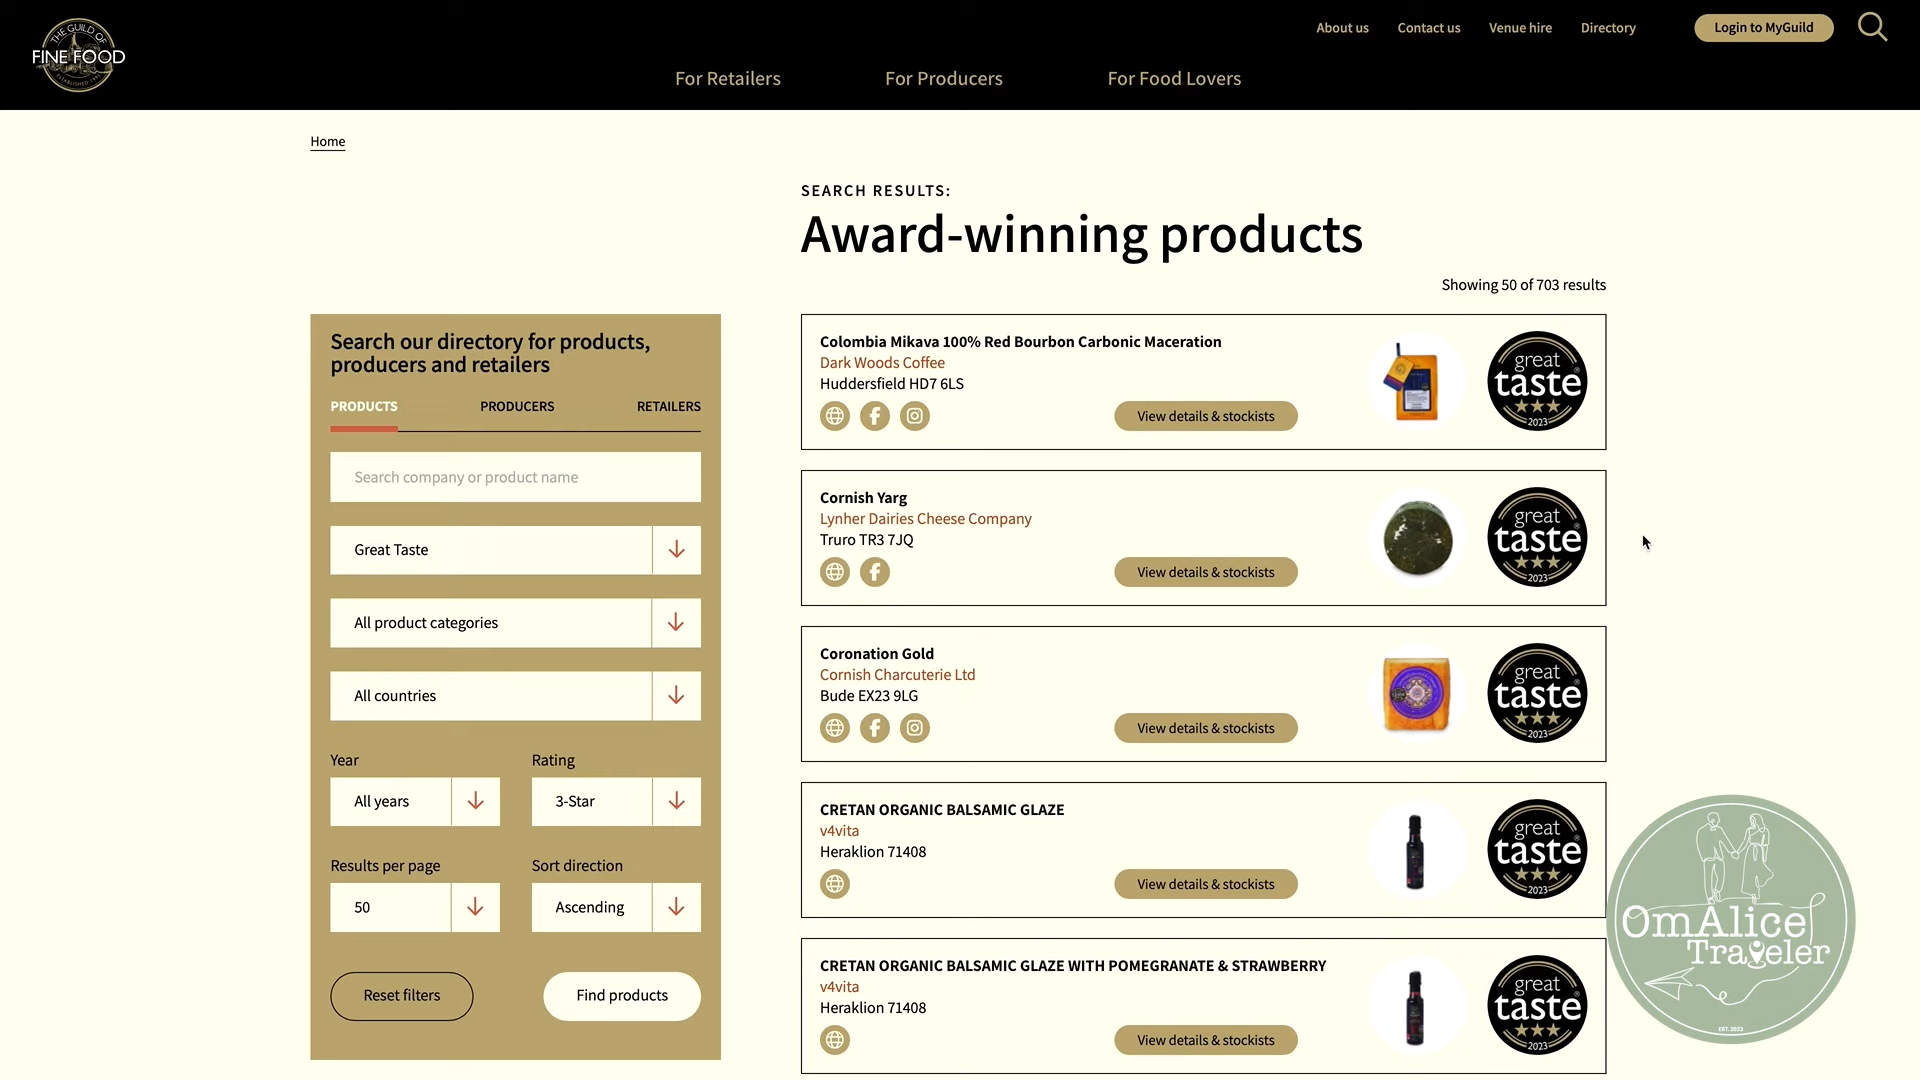 THE GUILD OF
FINE FOOD
About us
Contact us
Venue hire
Directory
Login to MyGuild
For Retailers
For Producers
For Food Lovers
Home
SEARCH RESULTS:
Award-winning products
Showing 50 of 703 results
Search our directory for products,
producers and retailers
PRODUCTS
PRODUCERS
RETAILERS
Search company or product name
Great Taste
All product categories
All countries
Year
Rating
All years
3-Star
Results per page
Sort direction
50
Ascending
Reset filters
Find products
Colombia Mikava 100% Red Bourbon Carbonic Maceration
Dark Woods Coffee
Huddersfield HD7 6LS
View details & stockists
great
taste
2023
Cornish Yarg
Lynher Dairies Cheese Company
Truro TR3 7JQ
View details & stockists
great
taste
2023
Coronation Gold
Cornish Charcuterie Ltd
Bude EX23 9LG
View details & stockists
great
taste
2023
CRETAN ORGANIC BALSAMIC GLAZE
v4vita
Heraklion 71408
View details & stockists
great
taste
2023
CRETAN ORGANIC BALSAMIC GLAZE WITH POMEGRANATE & STRAWBERRY
v4vita
Heraklion 71408
View details & stockists
great
taste
2023
OmAlice
Traveler
EST. 2023